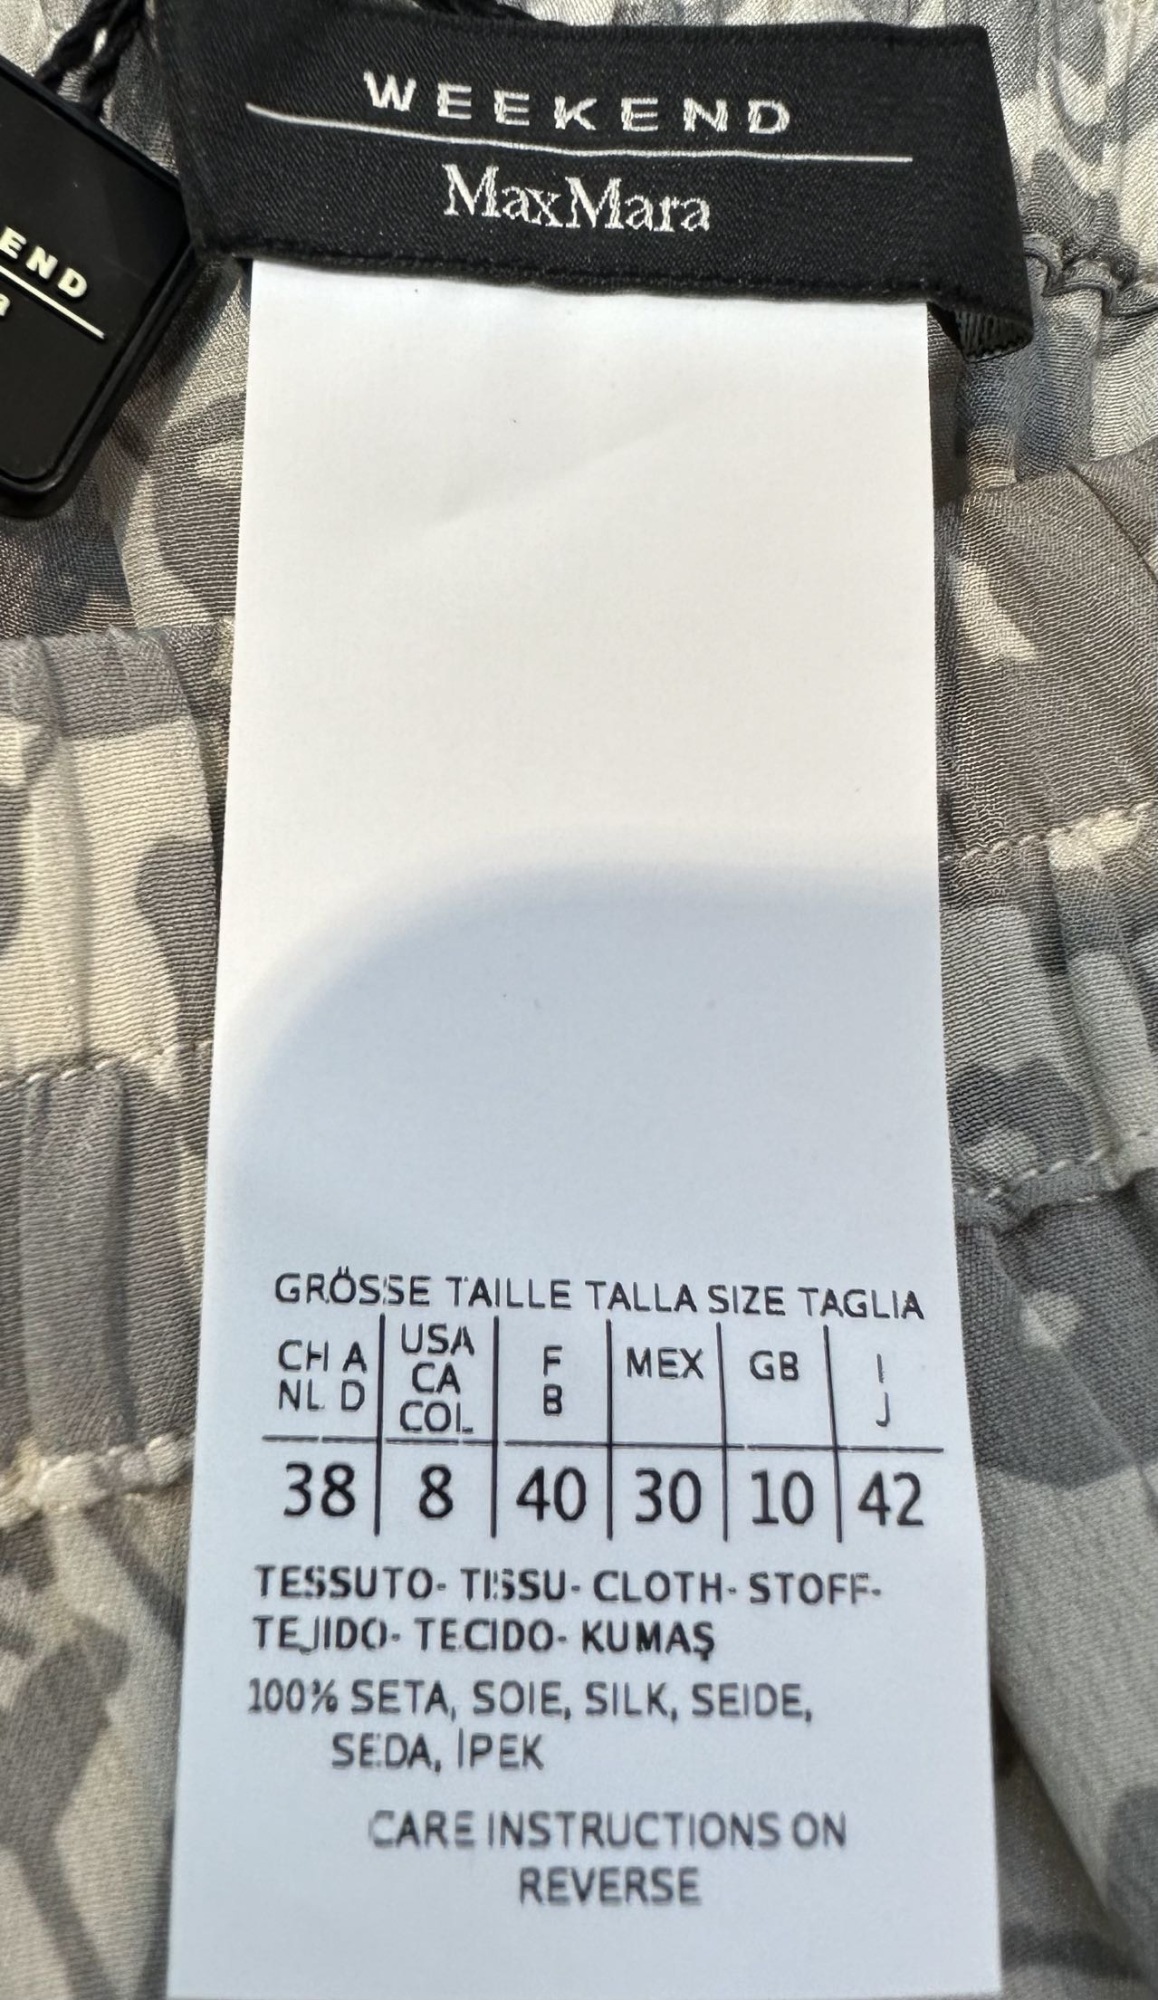 WEEKEND
MaxMara
END
GRÖSSE TAILLE TALLA SIZE TAGLIA
CH A NL D | USA CA COL | F B | MEX | GB | I J
38 | 8 | 40 | 30 | 10 | 42
TESSUTO- TISSU- CLOTH- STOFF-
TEJIDO- TECIDO- KUMAŞ
100% SETA, SOIE, SILK, SEIDE,
SEDA, İPEK
CARE INSTRUCTIONS ON
REVERSE